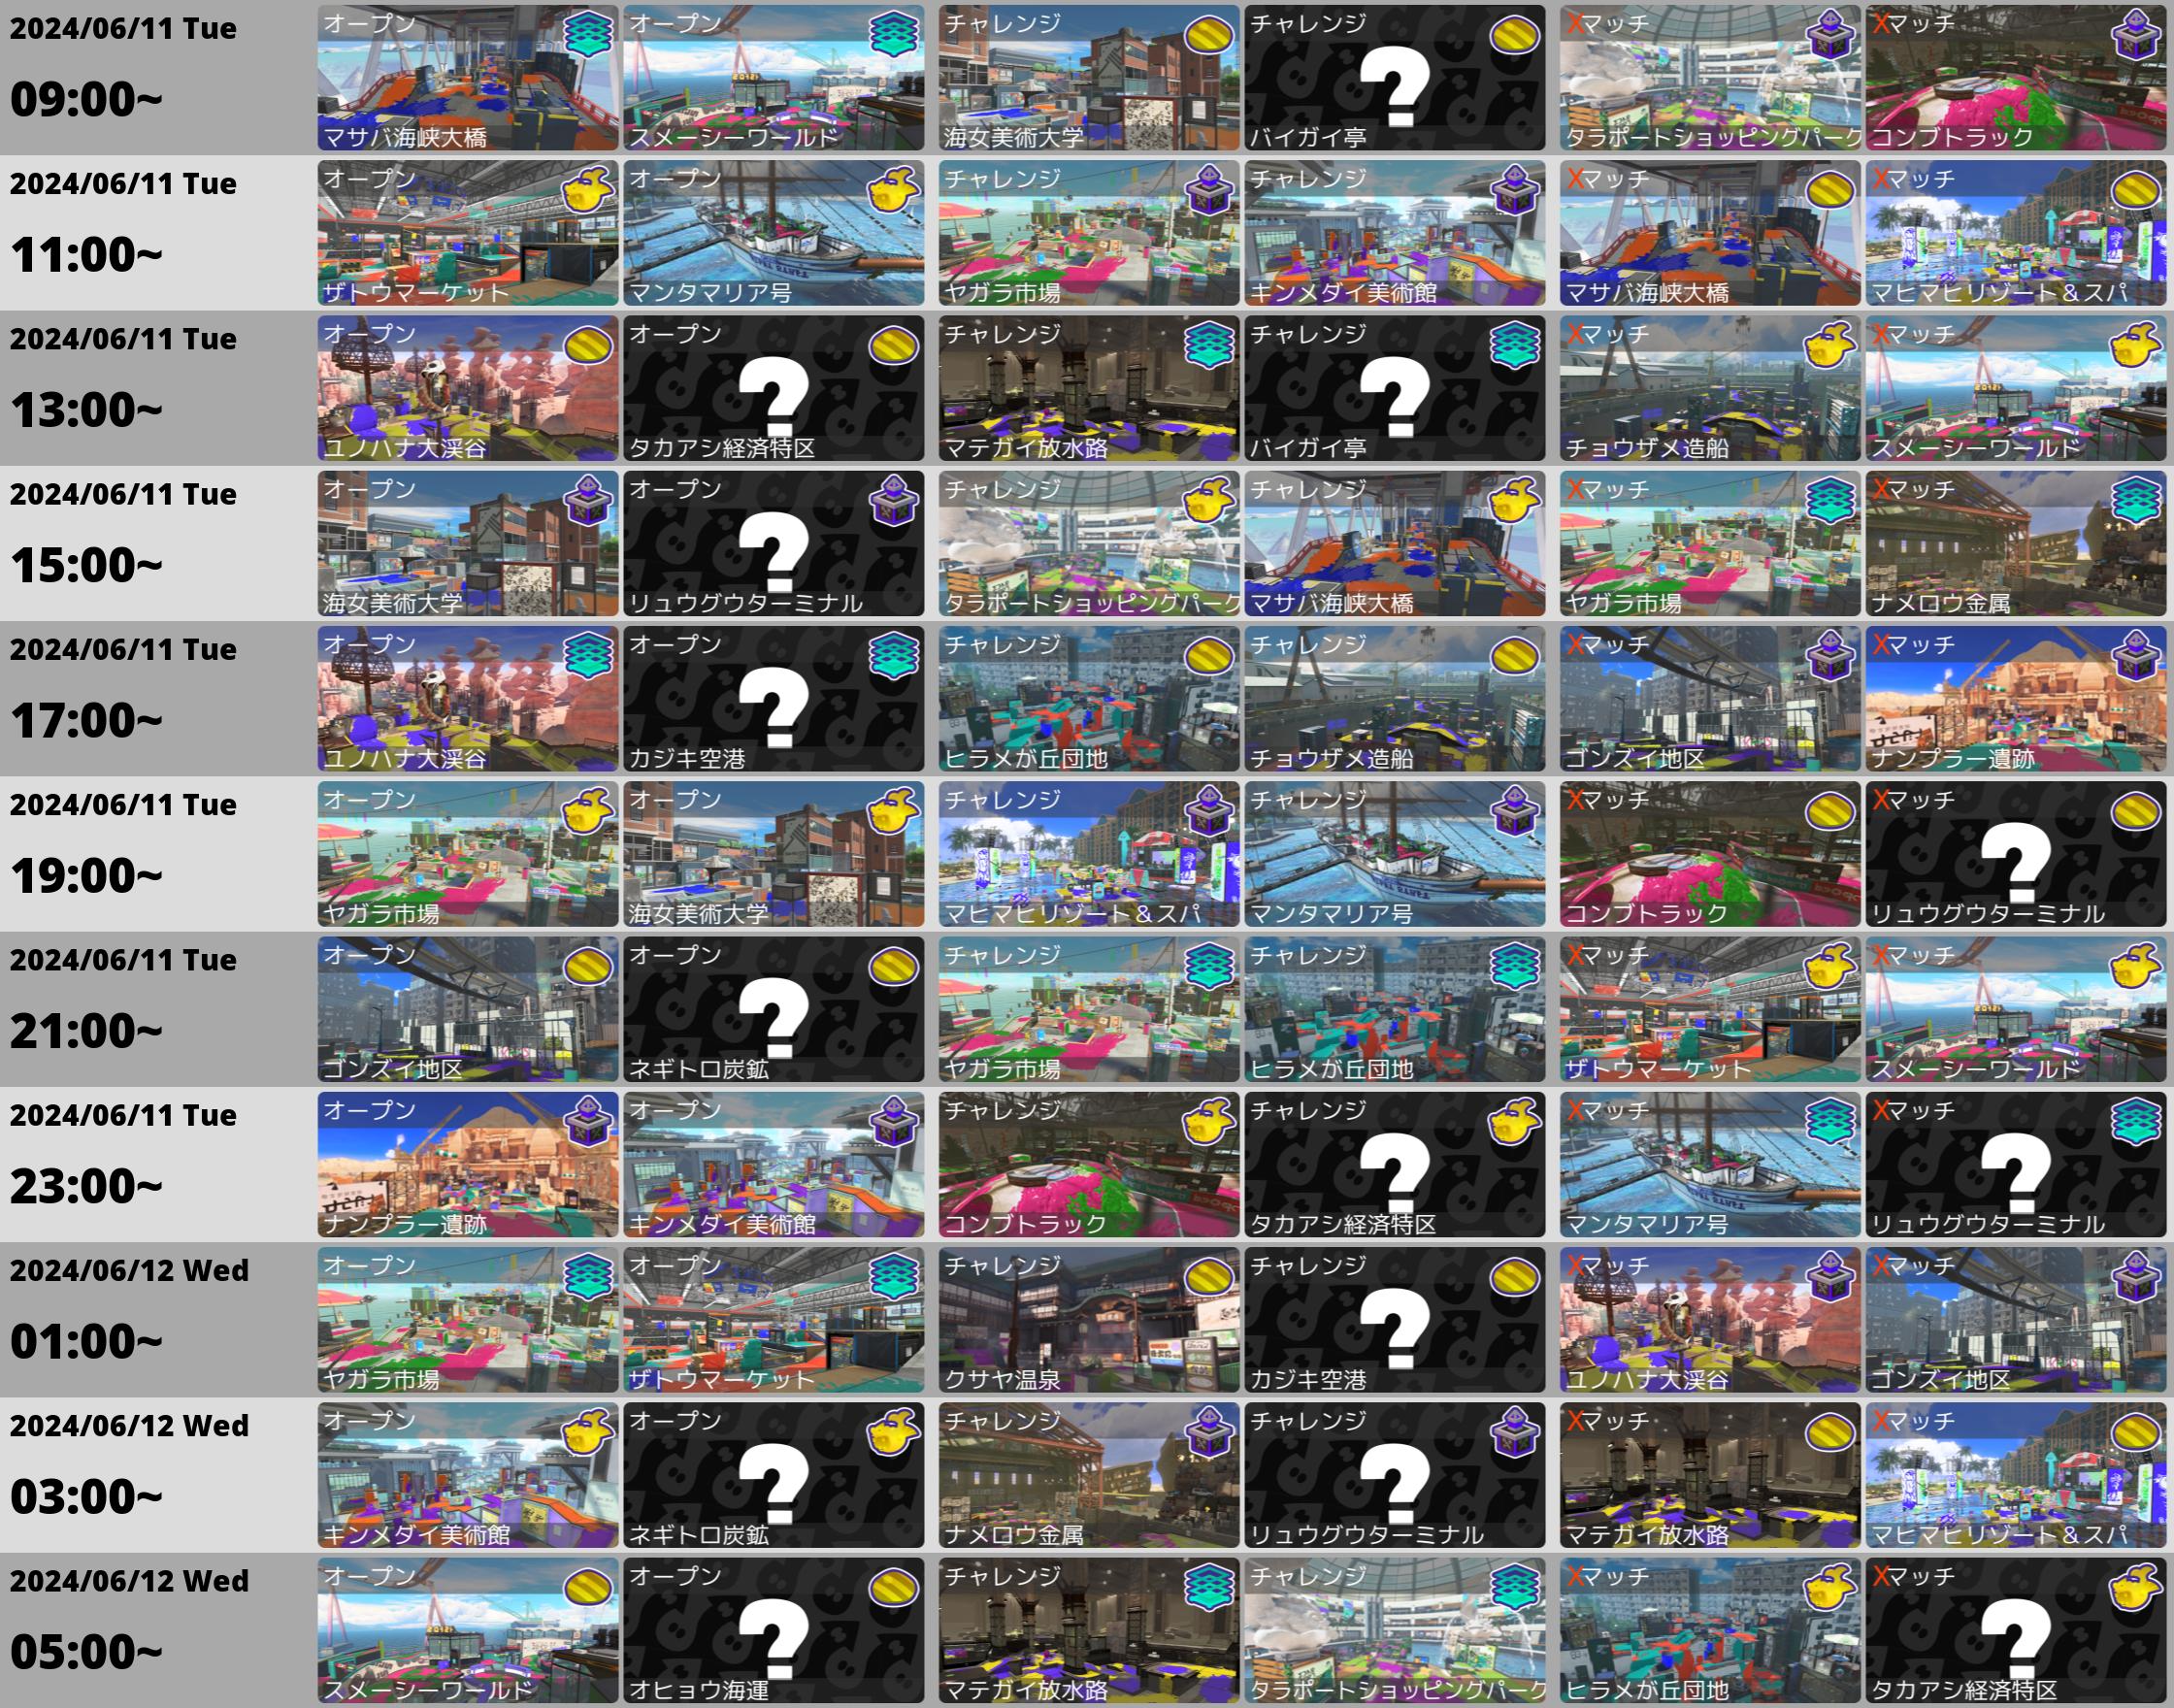 2024/06/11 Tue
09:00~
オープン
マサバ海峡大橋
オープン
スメーシーワールド
チャレンジ
海女美術大学
チャレンジ
?
バイガイ亭
Xマッチ
タラポートショッピングパーク
Xマッチ
コンブトラック
2024/06/11 Tue
11:00~
オープン
ザトウマーケット
オープン
マンタマリア号
チャレンジ
ヤガラ市場
チャレンジ
キンメダイ美術館
Xマッチ
マサバ海峡大橋
Xマッチ
マヒマヒリゾート&スパ
2024/06/11 Tue
13:00~
オープン
ユノハナ大渓谷
オープン
?
タカアシ経済特区
チャレンジ
マテガイ放水路
チャレンジ
?
バイガイ亭
Xマッチ
チョウザメ造船
Xマッチ
スメーシーワールド
2024/06/11 Tue
15:00~
オープン
海女美術大学
オープン
?
リュウグウターミナル
チャレンジ
タラポートショッピングパーク
チャレンジ
マサバ海峡大橋
Xマッチ
ヤガラ市場
Xマッチ
ナメロウ金属
2024/06/11 Tue
17:00~
オープン
ユノハナ大渓谷
オープン
?
カジキ空港
チャレンジ
ヒラメが丘団地
チャレンジ
チョウザメ造船
Xマッチ
ゴンズイ地区
Xマッチ
ナンプラー遺跡
2024/06/11 Tue
19:00~
オープン
ヤガラ市場
オープン
海女美術大学
チャレンジ
マヒマヒリゾート&スパ
チャレンジ
マンタマリア号
Xマッチ
コンブトラック
Xマッチ
?
リュウグウターミナル
2024/06/11 Tue
21:00~
オープン
ゴンズイ地区
オープン
?
ネギトロ炭鉱
チャレンジ
ヤガラ市場
チャレンジ
ヒラメが丘団地
Xマッチ
ザトウマーケット
Xマッチ
スメーシーワールド
2024/06/11 Tue
23:00~
オープン
ナンプラー遺跡
オープン
キンメダイ美術館
チャレンジ
コンブトラック
チャレンジ
?
タカアシ経済特区
Xマッチ
マンタマリア号
Xマッチ
?
リュウグウターミナル
2024/06/12 Wed
01:00~
オープン
ヤガラ市場
オープン
ザトウマーケット
チャレンジ
クサヤ温泉
チャレンジ
?
カジキ空港
Xマッチ
ユノハナ大渓谷
Xマッチ
ゴンズイ地区
2024/06/12 Wed
03:00~
オープン
キンメダイ美術館
オープン
?
ネギトロ炭鉱
チャレンジ
ナメロウ金属
チャレンジ
?
リュウグウターミナル
Xマッチ
マテガイ放水路
Xマッチ
マヒマヒリゾート&スパ
2024/06/12 Wed
05:00~
オープン
スメーシーワールド
オープン
?
オヒョウ海運
チャレンジ
マテガイ放水路
チャレンジ
タラポートショッピングパーク
Xマッチ
ヒラメが丘団地
Xマッチ
?
タカアシ経済特区